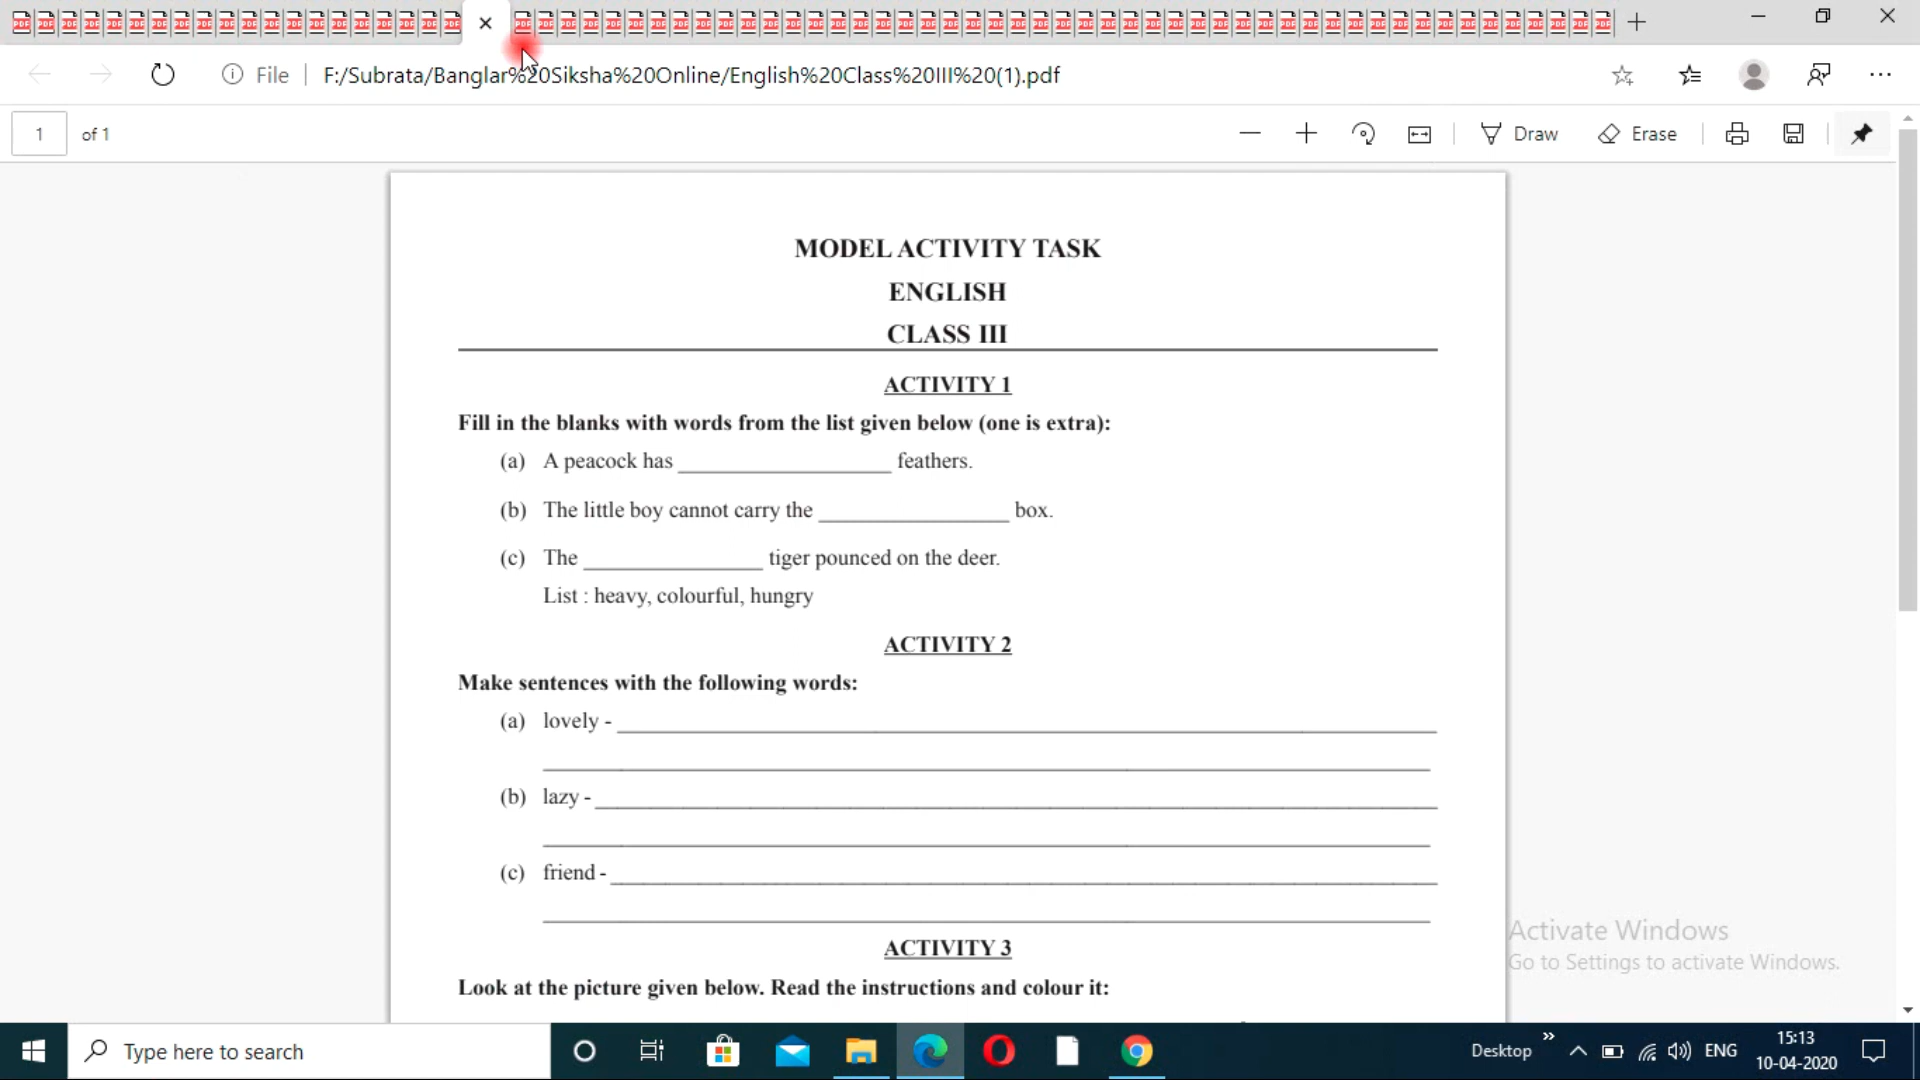 File
F:/Subrata/Banglar%20Siksha%20Online/English%20Class%20III%20(1).pdf
1 of 1
Draw
Erase
MODEL ACTIVITY TASK
ENGLISH
CLASS III
ACTIVITY 1
Fill in the blanks with words from the list given below (one is extra):
(a) A peacock has ____________________ feathers.
(b) The little boy cannot carry the __________________ box.
(c) The _________________ tiger pounced on the deer.
List : heavy, colourful, hungry
ACTIVITY 2
Make sentences with the following words:
(a) lovely - 
(b) lazy - 
(c) friend - 
ACTIVITY 3
Look at the picture given below. Read the instructions and colour it:
Activate Windows
Go to Settings to activate Windows.
Type here to search
Desktop
ENG
15:13
10-04-2020